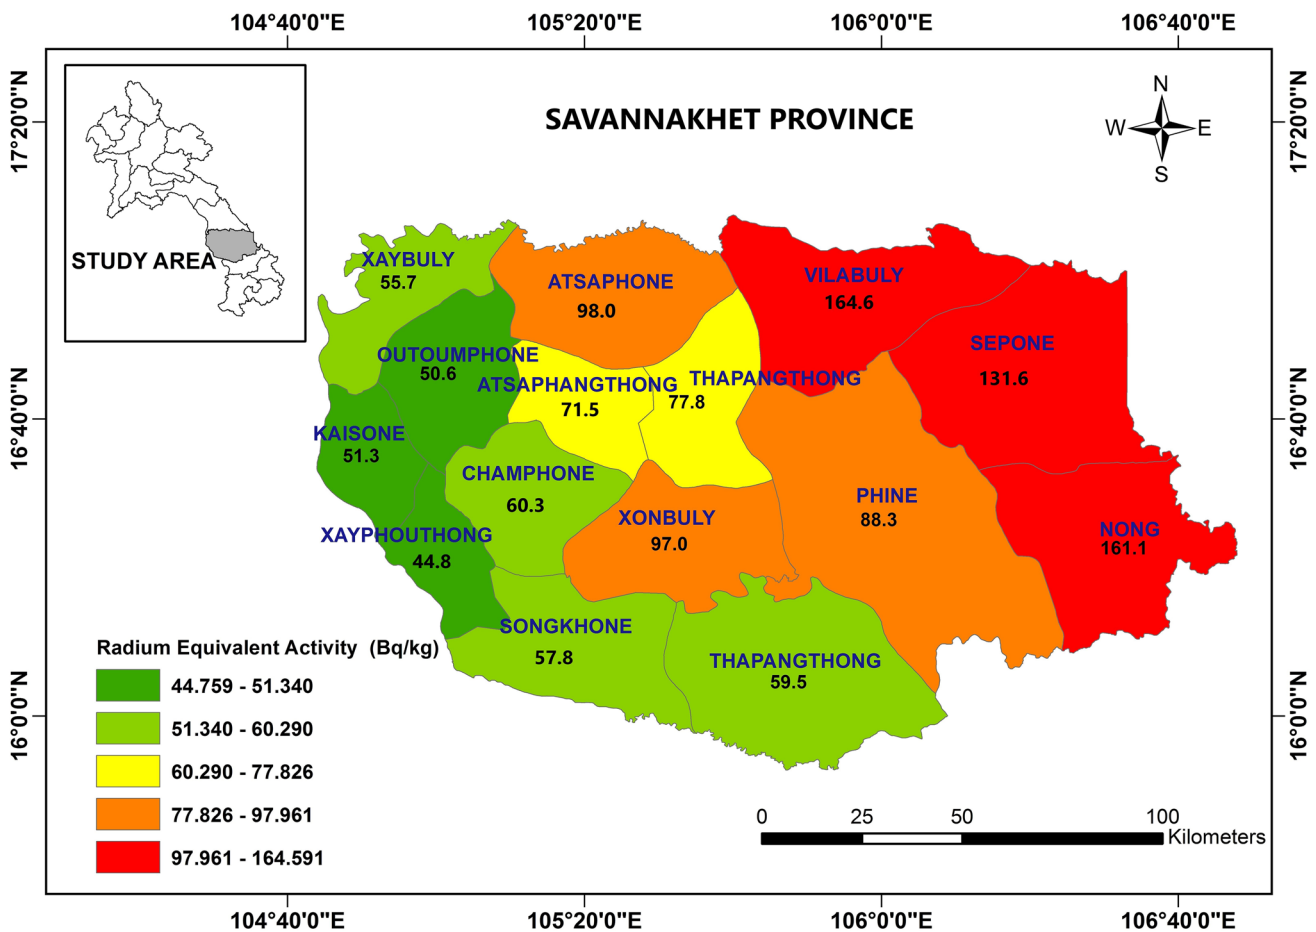 104°40'0"E
105°20'0"E
106°0'0"E
106°40'0"E
17°20'0"N
17°20'0"N
SAVANNAKHET PROVINCE
N
W
E
S
STUDY AREA
XAYBULY
55.7
ATSAPHONE
98.0
VILABULY
164.6
SEPONE
131.6
OUTOUMPHONE
50.6
ATSAPHANGTHONG
71.5
THAPANGTHONG
77.8
16°40'0"N
16°40'0"N
KAISONE
51.3
CHAMPHONE
60.3
XONBULY
97.0
PHINE
88.3
NONG
161.1
XAYPHOUTHONG
44.8
SONGKHONE
57.8
THAPANGTHONG
59.5
16°0'0"N
16°0'0"N
Radium Equivalent Activity (Bq/kg)
44.759 - 51.340
51.340 - 60.290
60.290 - 77.826
77.826 - 97.961
97.961 - 164.591
0 25 50 100
Kilometers
104°40'0"E
105°20'0"E
106°0'0"E
106°40'0"E